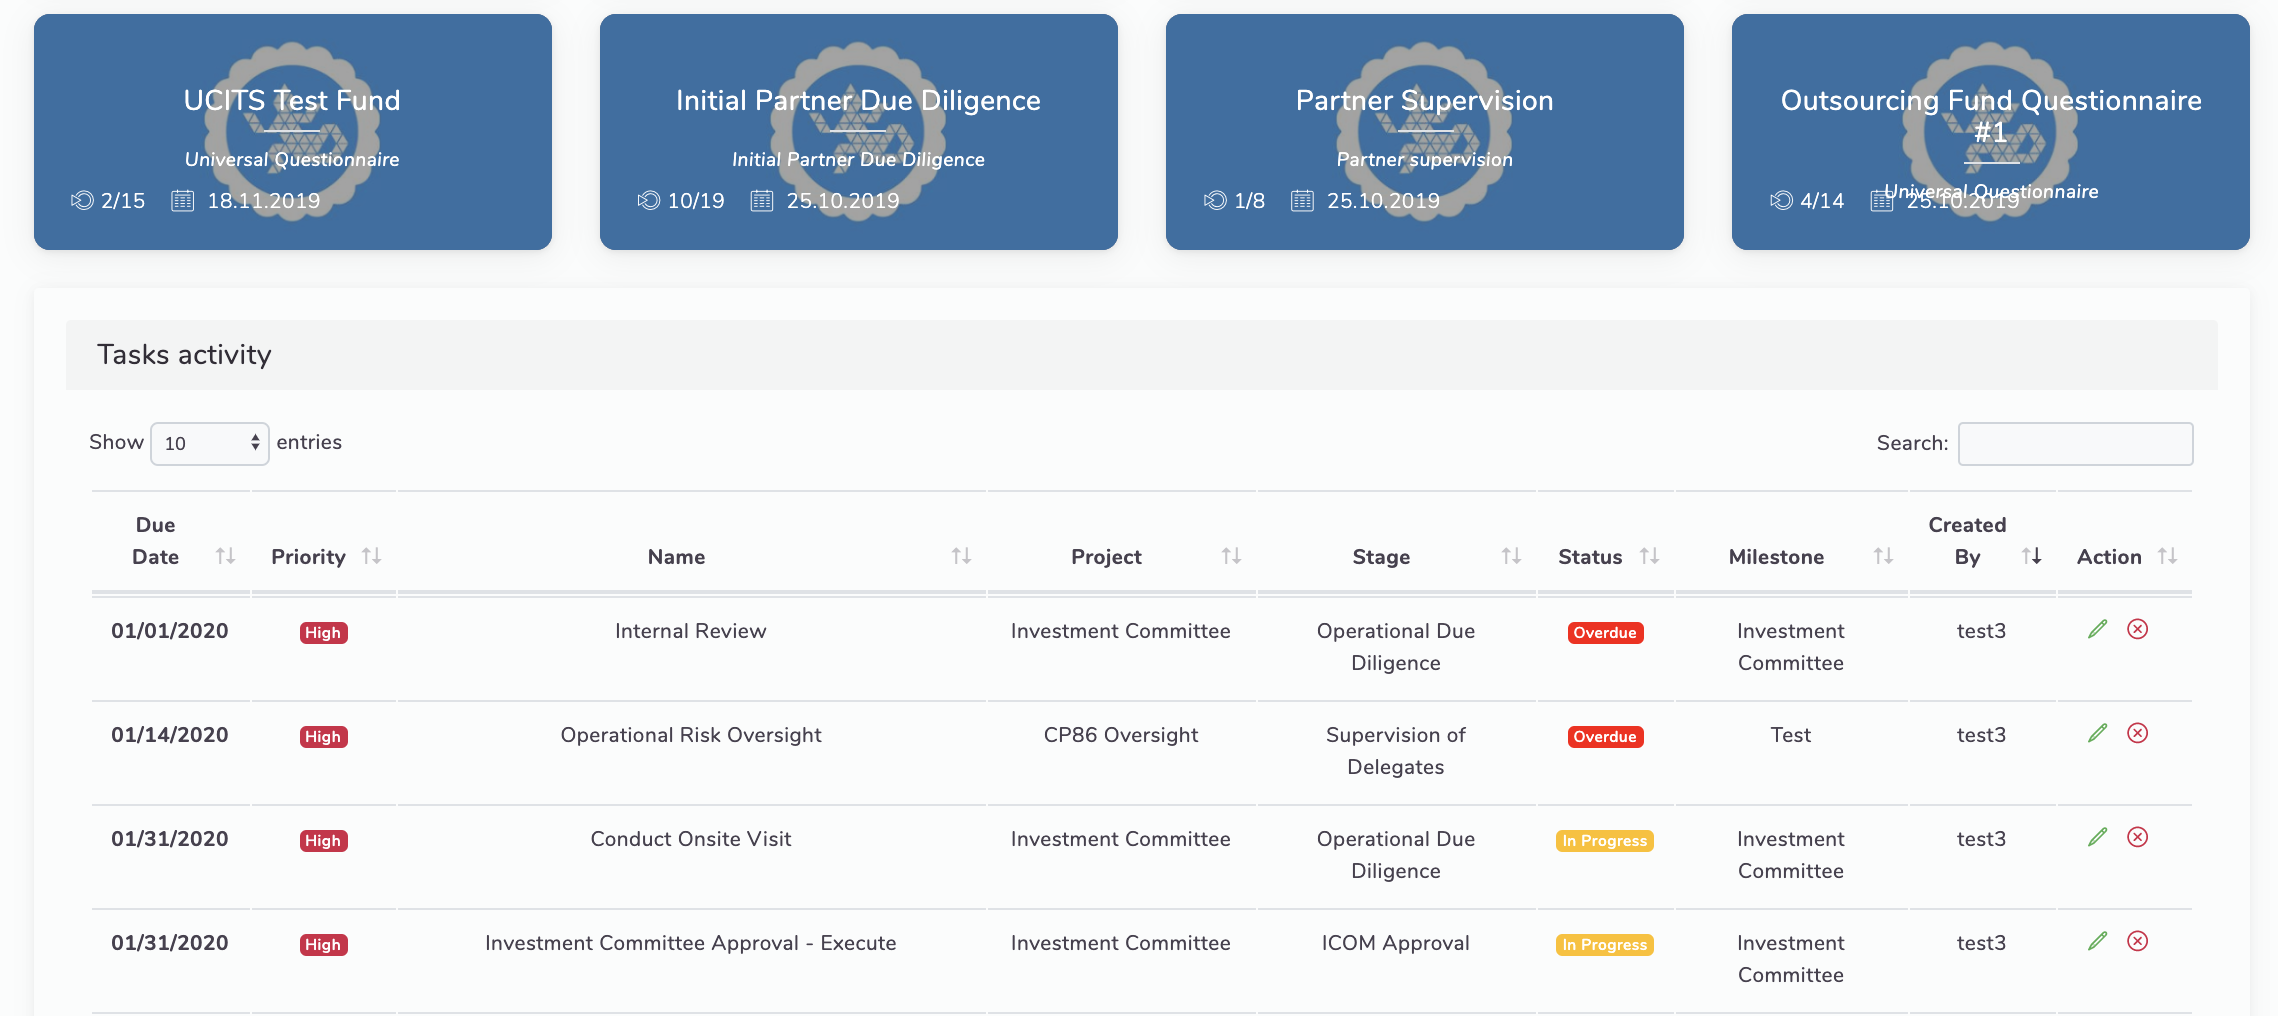 UCITS Test Fund
Universal Questionnaire
2/15 18.11.2019
Initial Partner Due Diligence
Initial Partner Due Diligence
10/19 25.10.2019
Partner Supervision
Partner supervision
1/8 25.10.2019
Outsourcing Fund Questionnaire
#1
Universal Questionnaire
4/14 25.10.2019
Tasks activity
Show 10 entries
Search:
Due Date Priority Name Project Stage Status Milestone Created By Action
01/01/2020 High Internal Review Investment Committee Operational Due Diligence Overdue Investment Committee test3
01/14/2020 High Operational Risk Oversight CP86 Oversight Supervision of Delegates Overdue Test test3
01/31/2020 High Conduct Onsite Visit Investment Committee Operational Due Diligence In Progress Investment Committee test3
01/31/2020 High Investment Committee Approval - Execute Investment Committee ICOM Approval In Progress Investment Committee test3